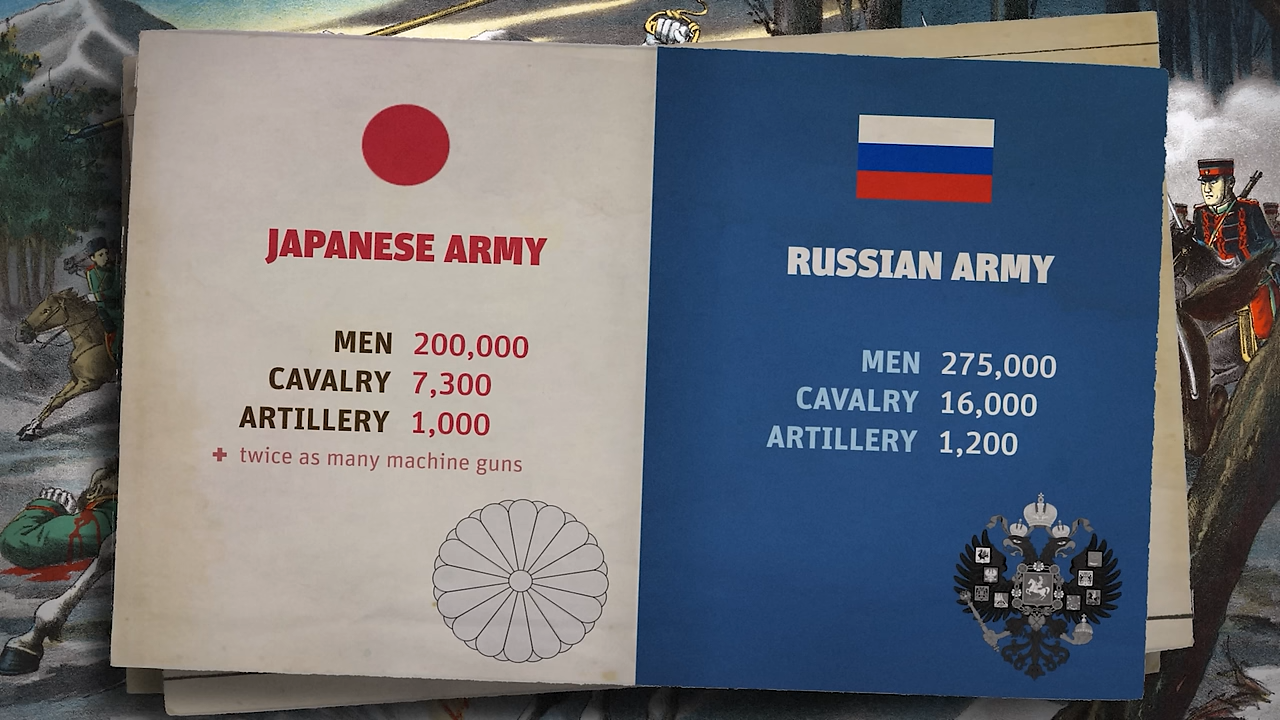 JAPANESE ARMY
MEN 200,000
CAVALRY 7,300
ARTILLERY 1,000
+ twice as many machine guns
RUSSIAN ARMY
MEN 275,000
CAVALRY 16,000
ARTILLERY 1,200